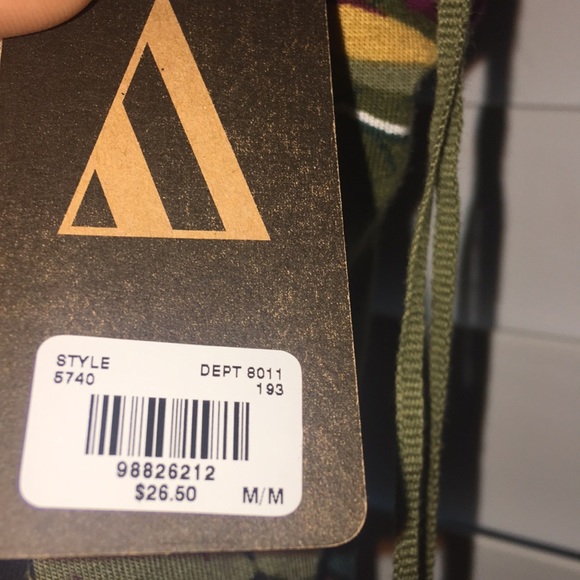 STYLE DEPT 8011
5740 193
98826212
$26.50 M/M